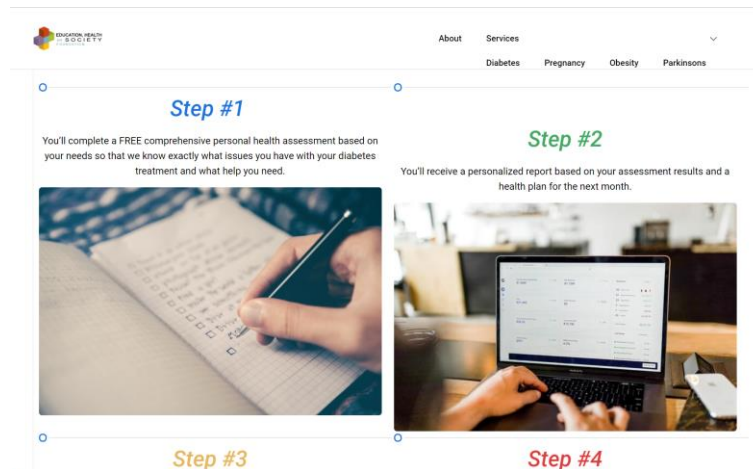 EDUCATION, HEALTH
SOCIETY
About Services
Diabetes Pregnancy Obesity Parkinsons
Step #1
You'll complete a FREE comprehensive personal health assessment based on
your needs so that we know exactly what issues you have with your diabetes
treatment and what help you need.
Step #2
You'll receive a personalized report based on your assessment results and a
health plan for the next month.
Step #3
Step #4